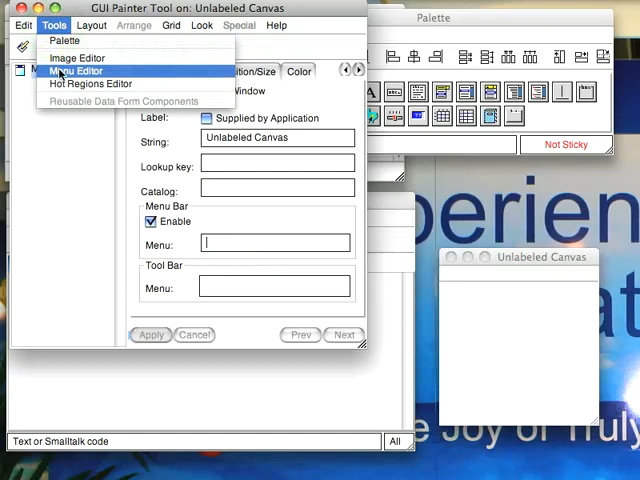 GUI Painter Tool on: Unlabeled Canvas
Palette
Edit Tools Layout Arrange Grid Look Special Help
Palette
Image Editor
Menu Editor
Hot Regions Editor
Reusable Data Form Components
ition/Size Color
Window
Label: Supplied by Application
String: Unlabeled Canvas
Lookup key:
Catalog:
Menu Bar
Enable
Menu:
Tool Bar
Menu:
Apply Cancel Prev Next
Not Sticky
Unlabeled Canvas
Text or Smalltalk code All
perien
at
e Joy of Truly